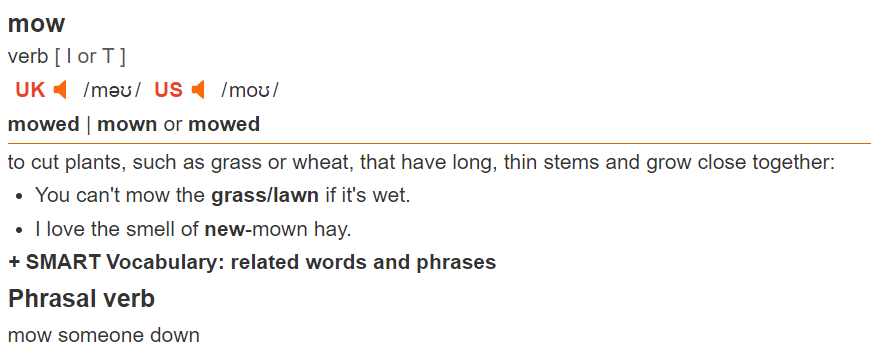 mow
verb [ I or T ]
UK /məʊ/ US /moʊ/
mowed | mown or mowed
to cut plants, such as grass or wheat, that have long, thin stems and grow close together:
• You can't mow the grass/lawn if it's wet.
• I love the smell of new-mown hay.
+ SMART Vocabulary: related words and phrases
Phrasal verb
mow someone down